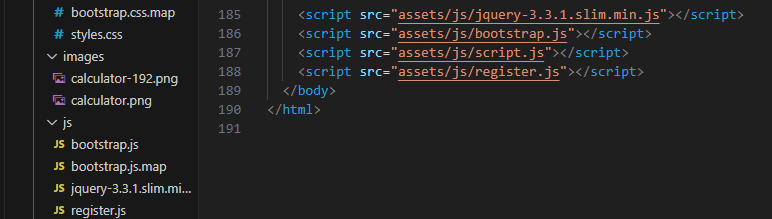 bootstrap.css.map
styles.css
images
calculator-192.png
calculator.png
js
JS bootstrap.js
bootstrap.js.map
JS jquery-3.3.1.slim.mi...
JS register.js
185 <script src="assets/js/jquery-3.3.1.slim.min.js"></script>
186 <script src="assets/js/bootstrap.js"></script>
187 <script src="assets/js/script.js"></script>
188 <script src="assets/js/register.js"></script>
189 </body>
190 </html>
191